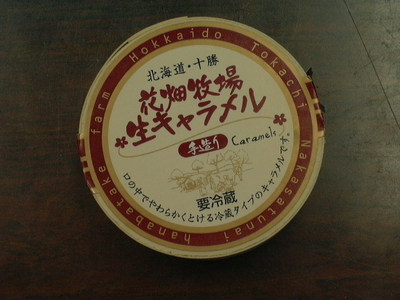 hanabatake farm Hokkaido Tokachi Nakasatunai
北海道・十勝
花畑牧場
生キャラメル
手造り Caramels
要冷蔵
口の中でやわらかくとける冷蔵タイプのキャラメルです。